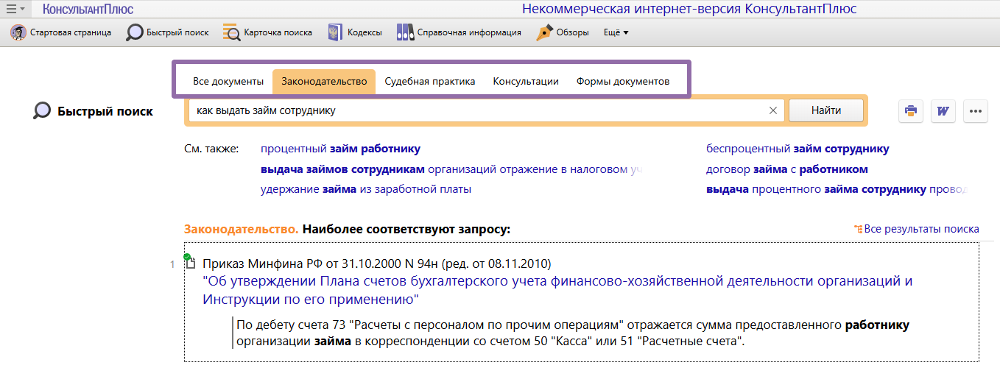 КОНСУЛЬТАНТПЛЮС
Некоммерческая интернет-версия КонсультантПлюс
Стартовая страница Быстрый поиск Карточка поиска Кодексы Справочная информация Обзоры Ещё
Все документы Законодательство Судебная практика Консультации Формы документов
Быстрый поиск как выдать займ сотруднику Найти W
См. также: процентный займ работнику беспроцентный займ сотруднику
выдача займов сотрудникам организаций отражение в налоговом договор займа с работником
удержание займа из заработной платы выдача процентного займа сотруднику
Законодательство. Наиболее соответствуют запросу: Все результаты поиска
1 Приказ Минфина РФ от 31.10.2000 N 94н (ред. от 08.11.2010)
"Об утверждении Плана счетов бухгалтерского учета финансово-хозяйственной деятельности организаций и
Инструкции по его применению"
По дебету счета 73 "Расчеты с персоналом по прочим операциям" отражается сумма предоставленного работнику
организации займа в корреспонденции со счетом 50 "Касса" или 51 "Расчетные счета".